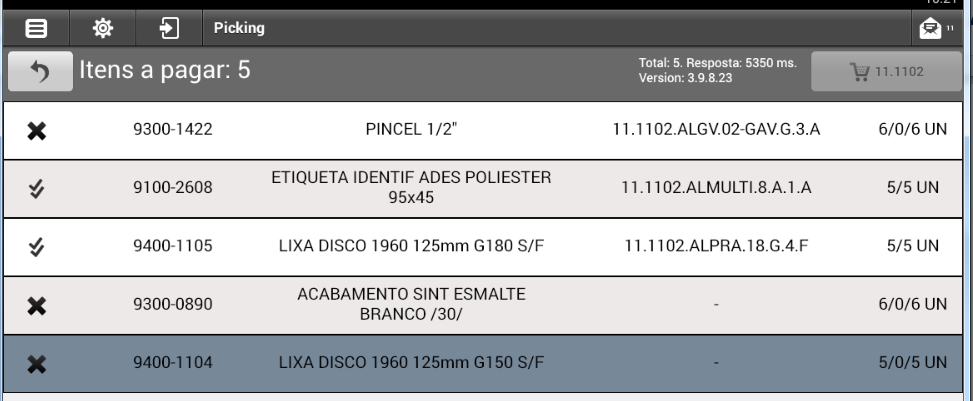 Picking
11
Itens a pagar: 5
Total: 5. Resposta: 5350 ms.
Version: 3.9.8.23
11.1102
9300-1422 PINCEL 1/2" 11.1102.ALGV.02-GAV.G.3.A 6/0/6 UN
9100-2608 ETIQUETA IDENTIF ADES POLIESTER
95x45 11.1102.ALMULTI.8.A.1.A 5/5 UN
9400-1105 LIXA DISCO 1960 125mm G180 S/F 11.1102.ALPRA.18.G.4.F 5/5 UN
9300-0890 ACABAMENTO SINT ESMALTE
BRANCO /30/ - 6/0/6 UN
9400-1104 LIXA DISCO 1960 125mm G150 S/F - 5/0/5 UN